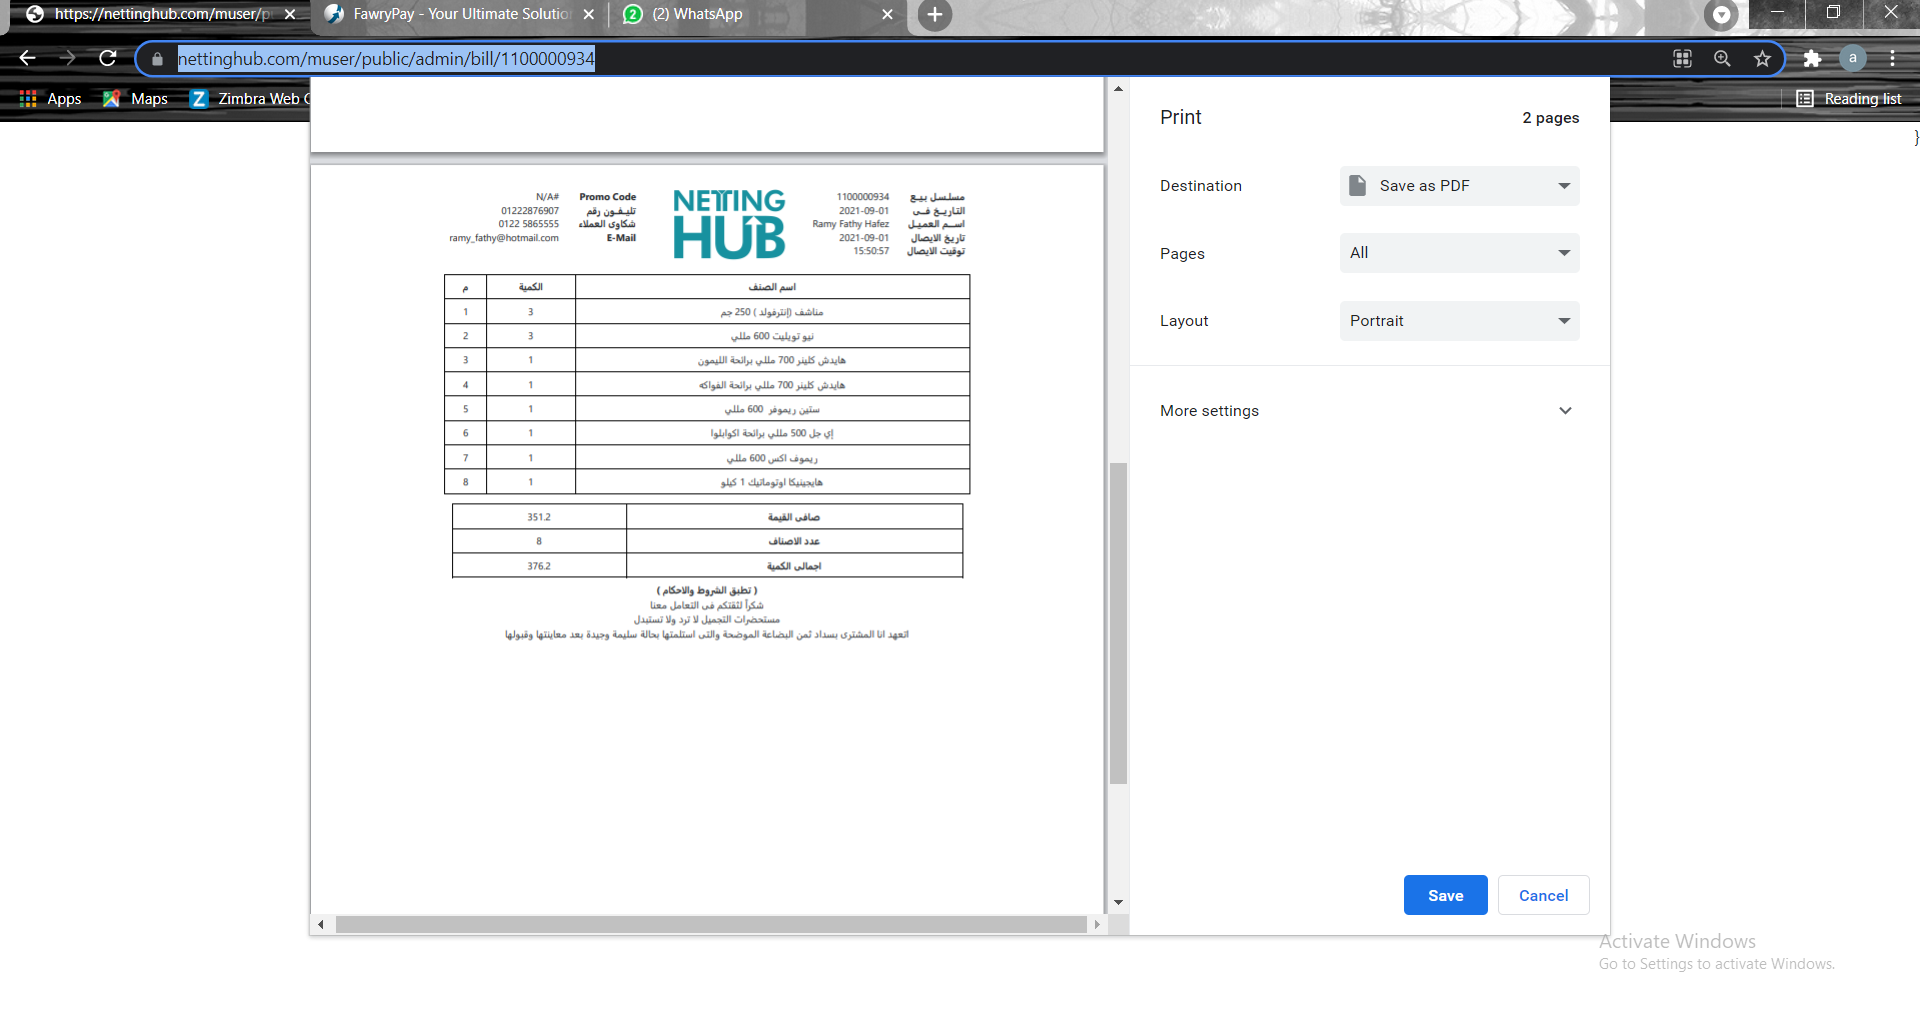 https://nettinghub.com/muser/p
FawryPay - Your Ultimate Solutio
(2) WhatsApp
nettinghub.com/muser/public/admin/bill/1100000934
a
Apps
Maps
Zimbra Web C
Reading list
}
مسلسل بيع 1100000934
التاريخ فى 2021-09-01
اسم العميل Ramy Fathy Hafez
تاريخ الايصال 2021-09-01
توقيت الايصال 15:50:57
NETTING
HUB
Promo Code N/A#
تليفون رقم 01222876907
شكاوى العملاء 0122 5865555
E-Mail ramy_fathy@hotmail.com
اسم الصنف الكمية م
مناشف (إنترفولد ) 250 جم 3 1
نيو تويليت 600 مللي 3 2
هايدش كلينر 700 مللي برائحة الليمون 1 3
هايدش كلينر 700 مللي برائحة الفواكه 1 4
ستين ريموفر 600 مللي 1 5
إي جل 500 مللي برائحة اكوابلوا 1 6
ريموف اكس 600 مللي 1 7
هايجينيكا اوتوماتيك 1 كيلو 1 8
صافى القيمة 351.2
عدد الاصناف 8
اجمالى الكمية 376.2
( تطبق الشروط والاحكام )
شكراً لثقتكم فى التعامل معنا
مستحضرات التجميل لا ترد ولا تستبدل
اتعهد انا المشترى بسداد ثمن البضاعة الموضحة والتى استلمتها بحالة سليمة وجيدة بعد معاينتها وقبولها
Print
2 pages
Destination
Save as PDF
Pages
All
Layout
Portrait
More settings
Save
Cancel
Activate Windows
Go to Settings to activate Windows.